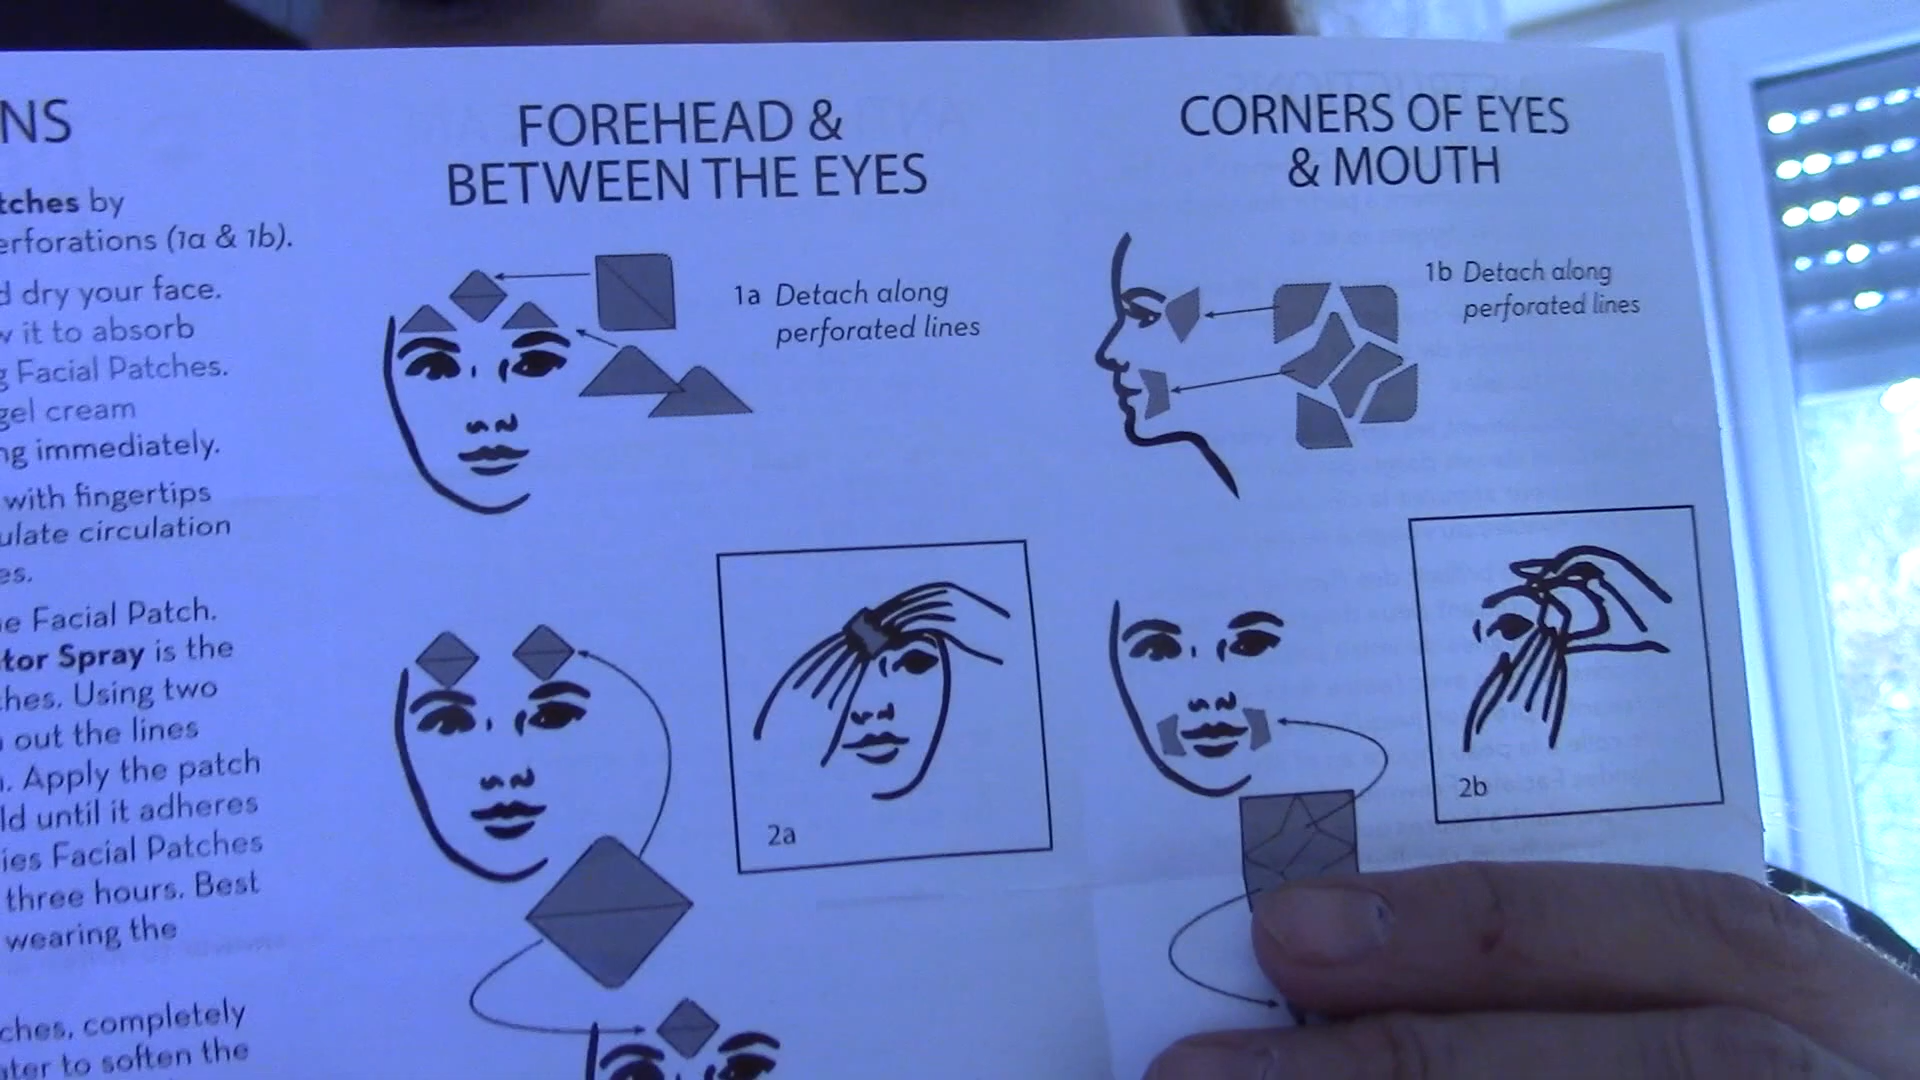 NS
tches by
erforations (1a & 1b).
d dry your face.
w it to absorb
g Facial Patches.
gel cream
ng immediately.
with fingertips
ulate circulation
es.
e Facial Patch.
tor Spray is the
hes. Using two
out the lines
. Apply the patch
ld until it adheres
ies Facial Patches
three hours. Best
wearing the
ches, completely
ater to soften the
FOREHEAD &
BETWEEN THE EYES
1a Detach along
perforated lines
2a
CORNERS OF EYES
& MOUTH
1b Detach along
perforated lines
2b